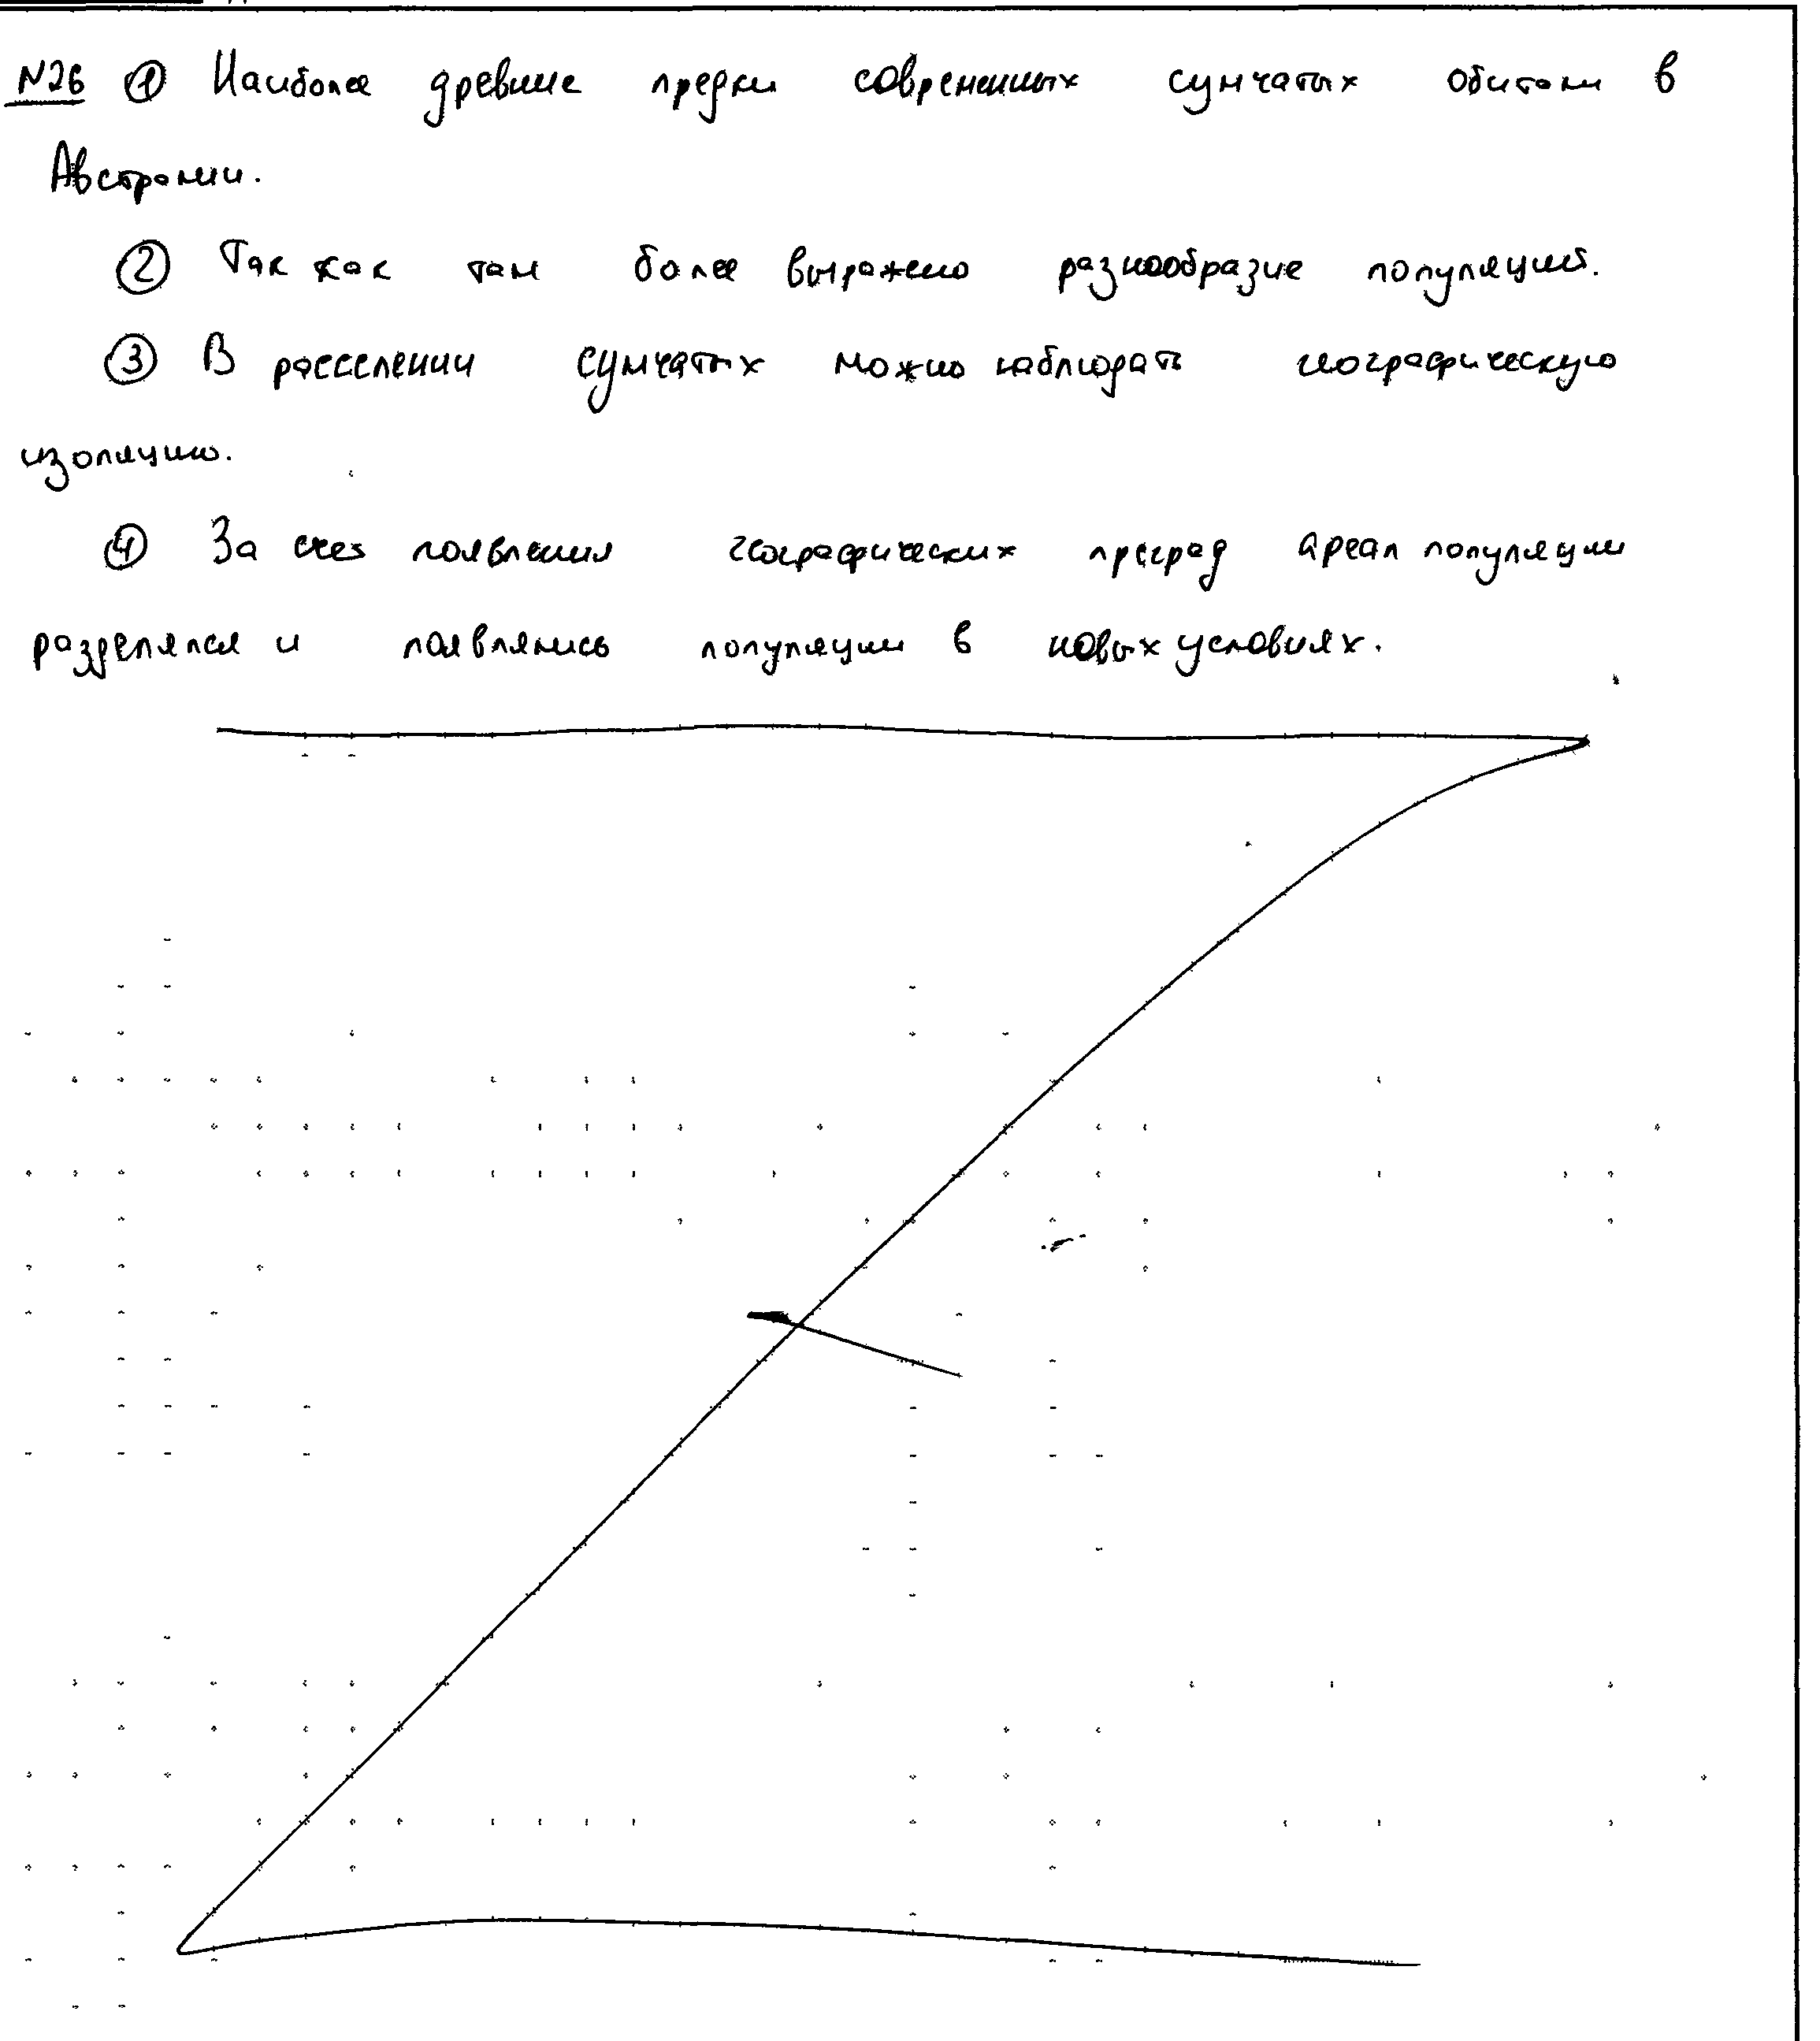 №26 ① Наиболее древние предки современных сумчатых обитали в
Австралии.
② Так как там более выражено разнообразие популяций.
③ В расселении сумчатых можно наблюдать географическую
изоляцию.
④ За счет появления географических преград ареал популяции
разделялся и появлялись популяции в новых условиях.